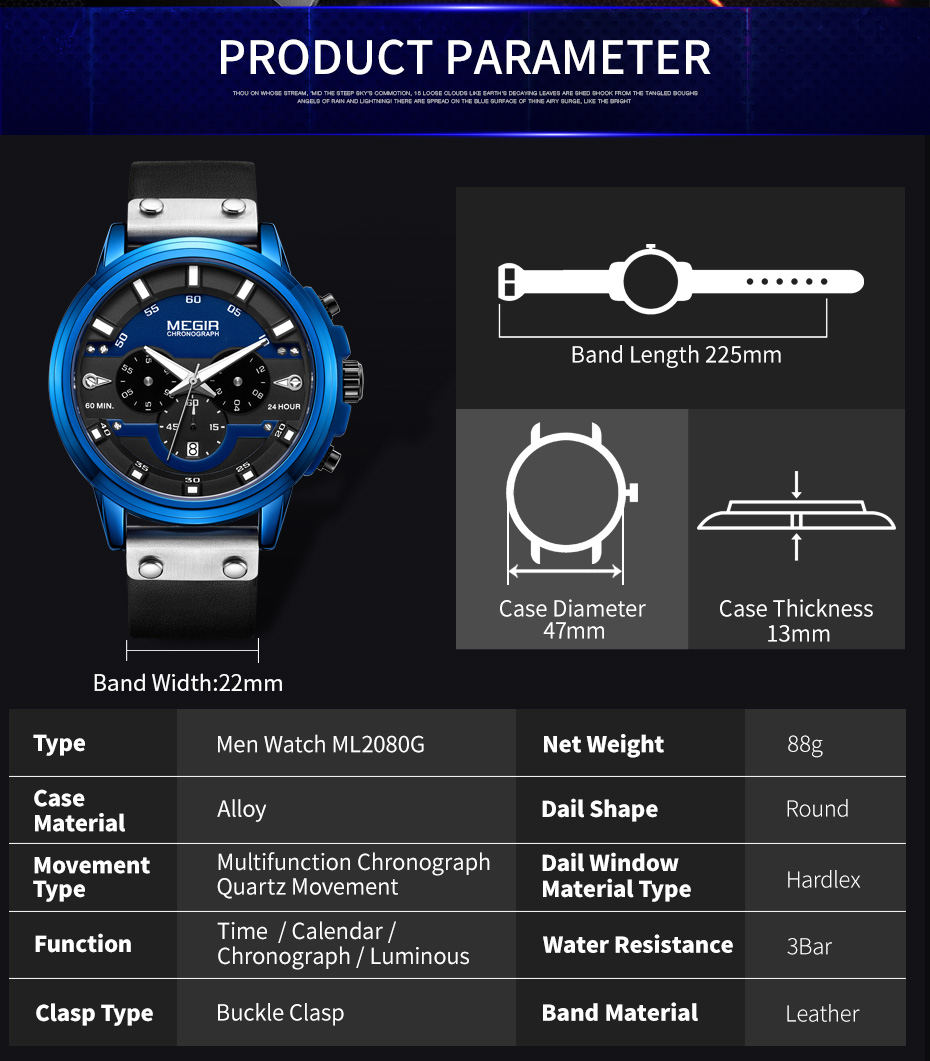 PRODUCT PARAMETER
THOU ON WHOSE STREAM, 'MID THE STEEP SKY'S COMMOTION, 15 LOOSE CLOUDS LIKE EARTH'S DECAYING LEAVES ARE SHED SHOOK FROM THE TANGLED BOUGHS
ANGELS OF RAIN AND LIGHTNING! THERE ARE SPREAD ON THE BLUE SURFACE OF THINE AIRY SURGE, LIKE THE BRIGHT
60
55
05
50
MEGIR
CHRONOGRAPH
60 MIN.
24 HOUR
60
45
15
8
40
20
35
25
30
Band Length 225mm
Case Diameter
47mm
Case Thickness
13mm
Band Width:22mm
Type
Men Watch ML2080G
Net Weight
88g
Case
Material
Alloy
Dail Shape
Round
Movement
Type
Multifunction Chronograph
Quartz Movement
Dail Window
Material Type
Hardlex
Function
Time / Calendar /
Chronograph / Luminous
Water Resistance
3Bar
Clasp Type
Buckle Clasp
Band Material
Leather